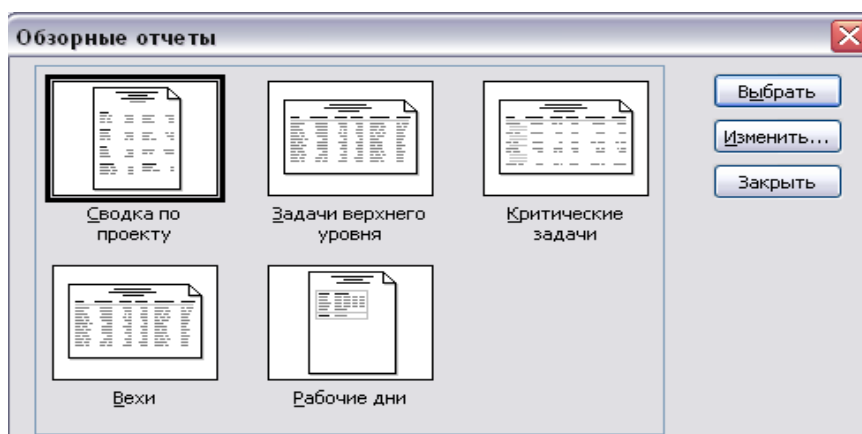 Обзорные отчеты
Выбрать
Изменить...
Закрыть
Сводка по
проекту
Задачи верхнего
уровня
Критические
задачи
Вехи
Рабочие дни